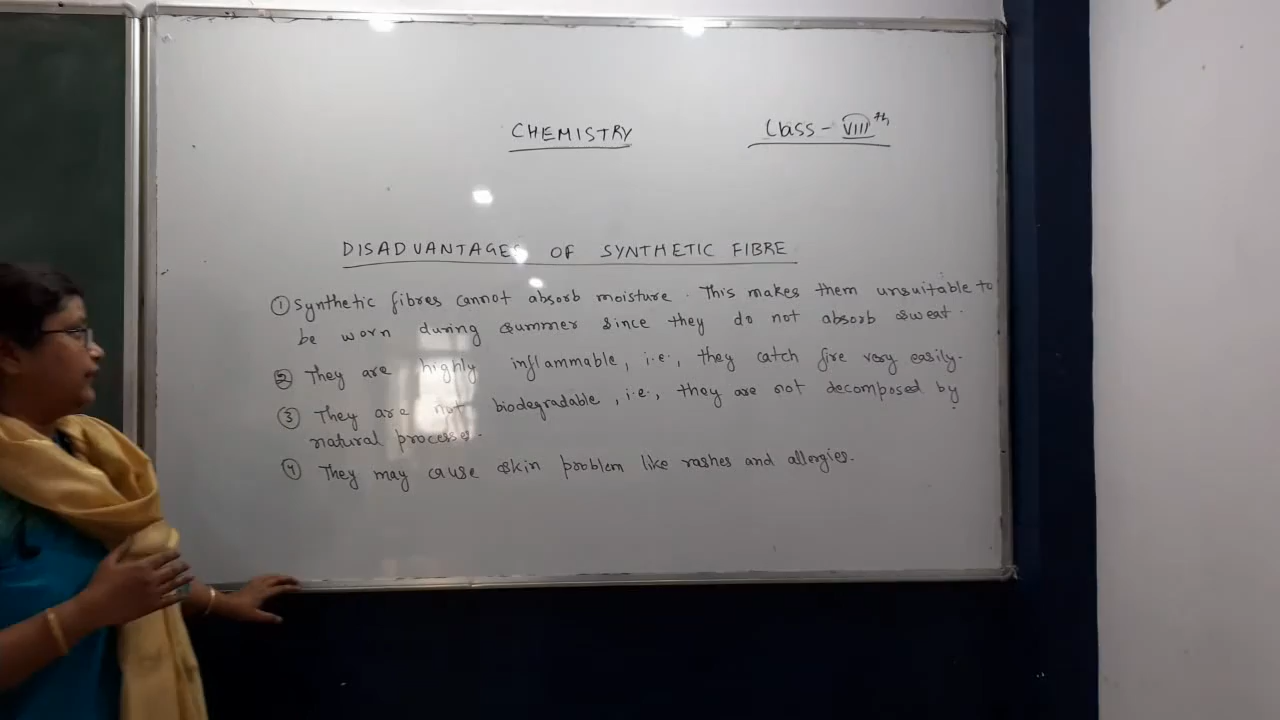 CHEMISTRY
Class - VIIIth
DISADVANTAGES OF SYNTHETIC FIBRE
① Synthetic fibres cannot absorb moisture. This makes them unsuitable to
be worn during summer since they do not absorb sweat.
② They are highly inflammable, i.e., they catch fire very easily.
③ They are not biodegradable, i.e., they are not decomposed by
natural processes.
④ They may cause skin problem like rashes and allergies.